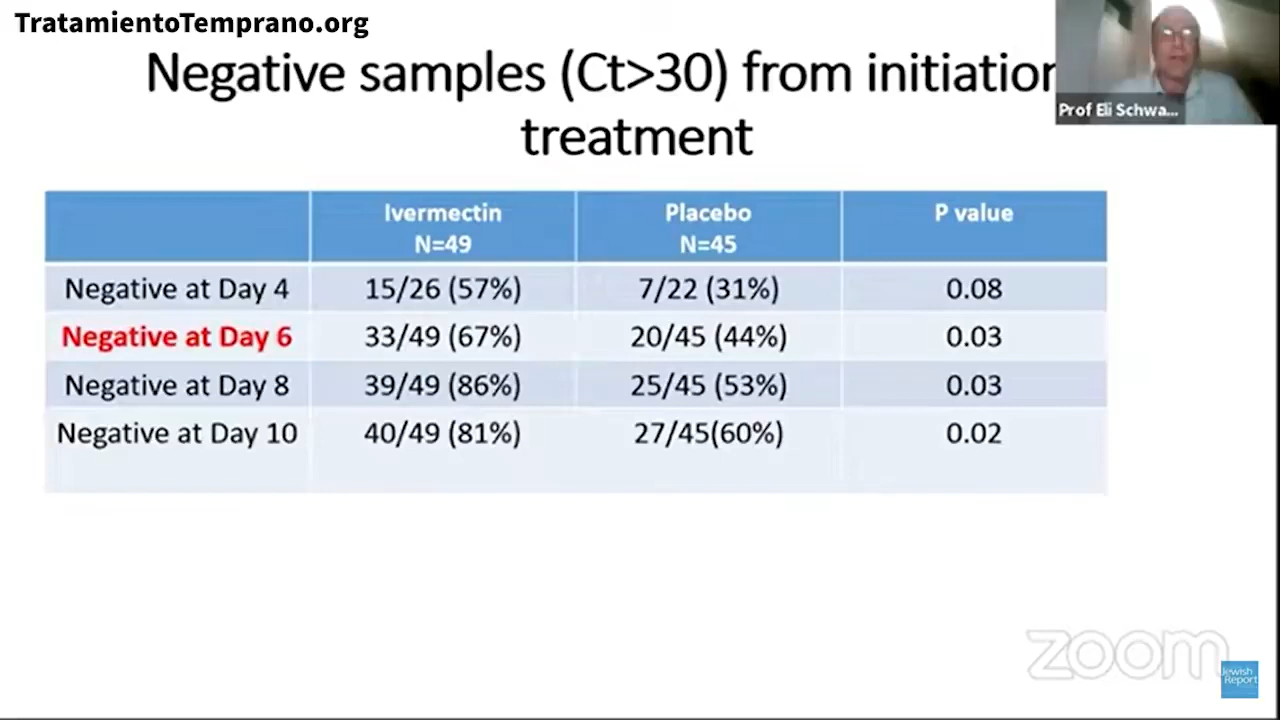 TratamientoTemprano.org
Negative samples (Ct>30) from initiation
treatment
Prof Eli Schwa...
Ivermectin Placebo P value
N=49 N=45
Negative at Day 4 15/26 (57%) 7/22 (31%) 0.08
Negative at Day 6 33/49 (67%) 20/45 (44%) 0.03
Negative at Day 8 39/49 (86%) 25/45 (53%) 0.03
Negative at Day 10 40/49 (81%) 27/45(60%) 0.02
zoom
Jewish
Report